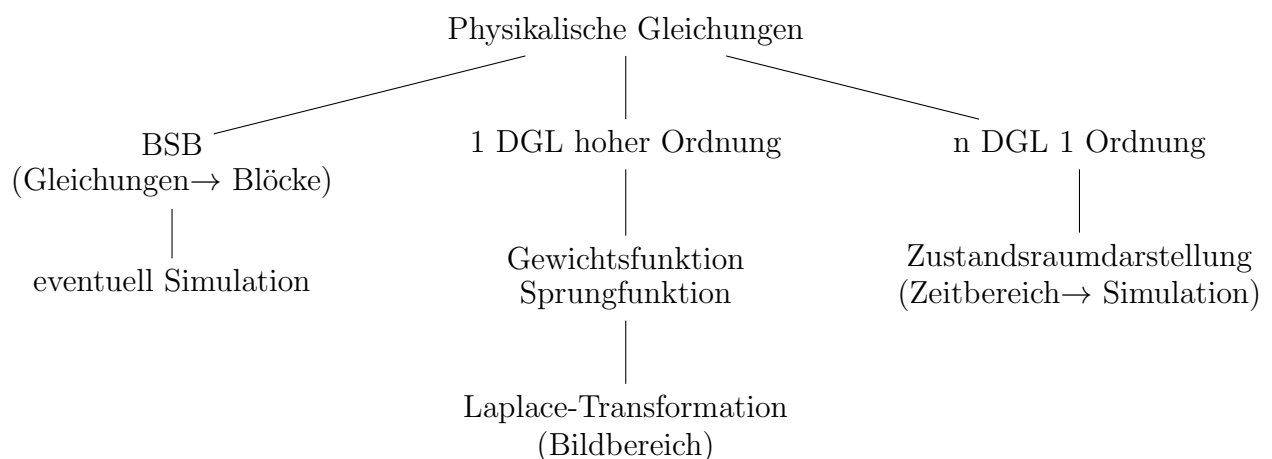 Physikalische Gleichungen
BSB
(Gleichungen→ Blöcke)
eventuell Simulation
1 DGL hoher Ordnung
Gewichtsfunktion
Sprungfunktion
Laplace-Transformation
(Bildbereich)
n DGL 1 Ordnung
Zustandsraumdarstellung
(Zeitbereich→ Simulation)